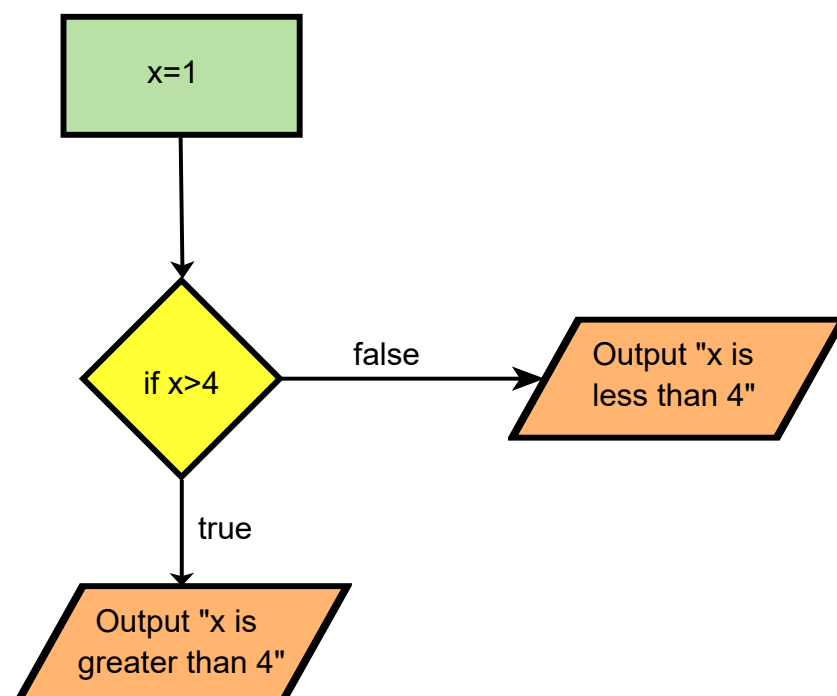 x=1
if x>4
false
Output "x is
less than 4"
true
Output "x is
greater than 4"